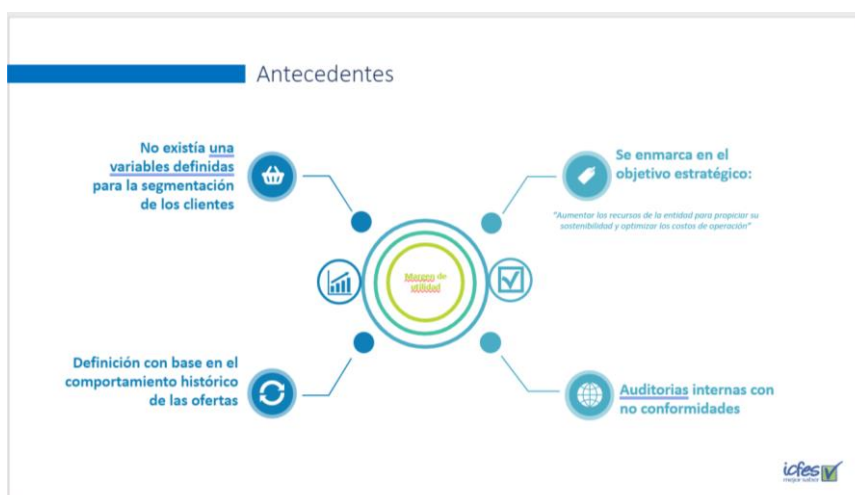 Antecedentes
No existía una
variables definidas
para la segmentación
de los clientes
Se enmarca en el
objetivo estratégico:
"Aumentar los recursos de la entidad para propiciar su
sostenibilidad y optimizar los costos de operación"
Margen de
utilidad
Definición con base en el
comportamiento histórico
de las ofertas
Auditorias internas con
no conformidades
icfes
mejor saber